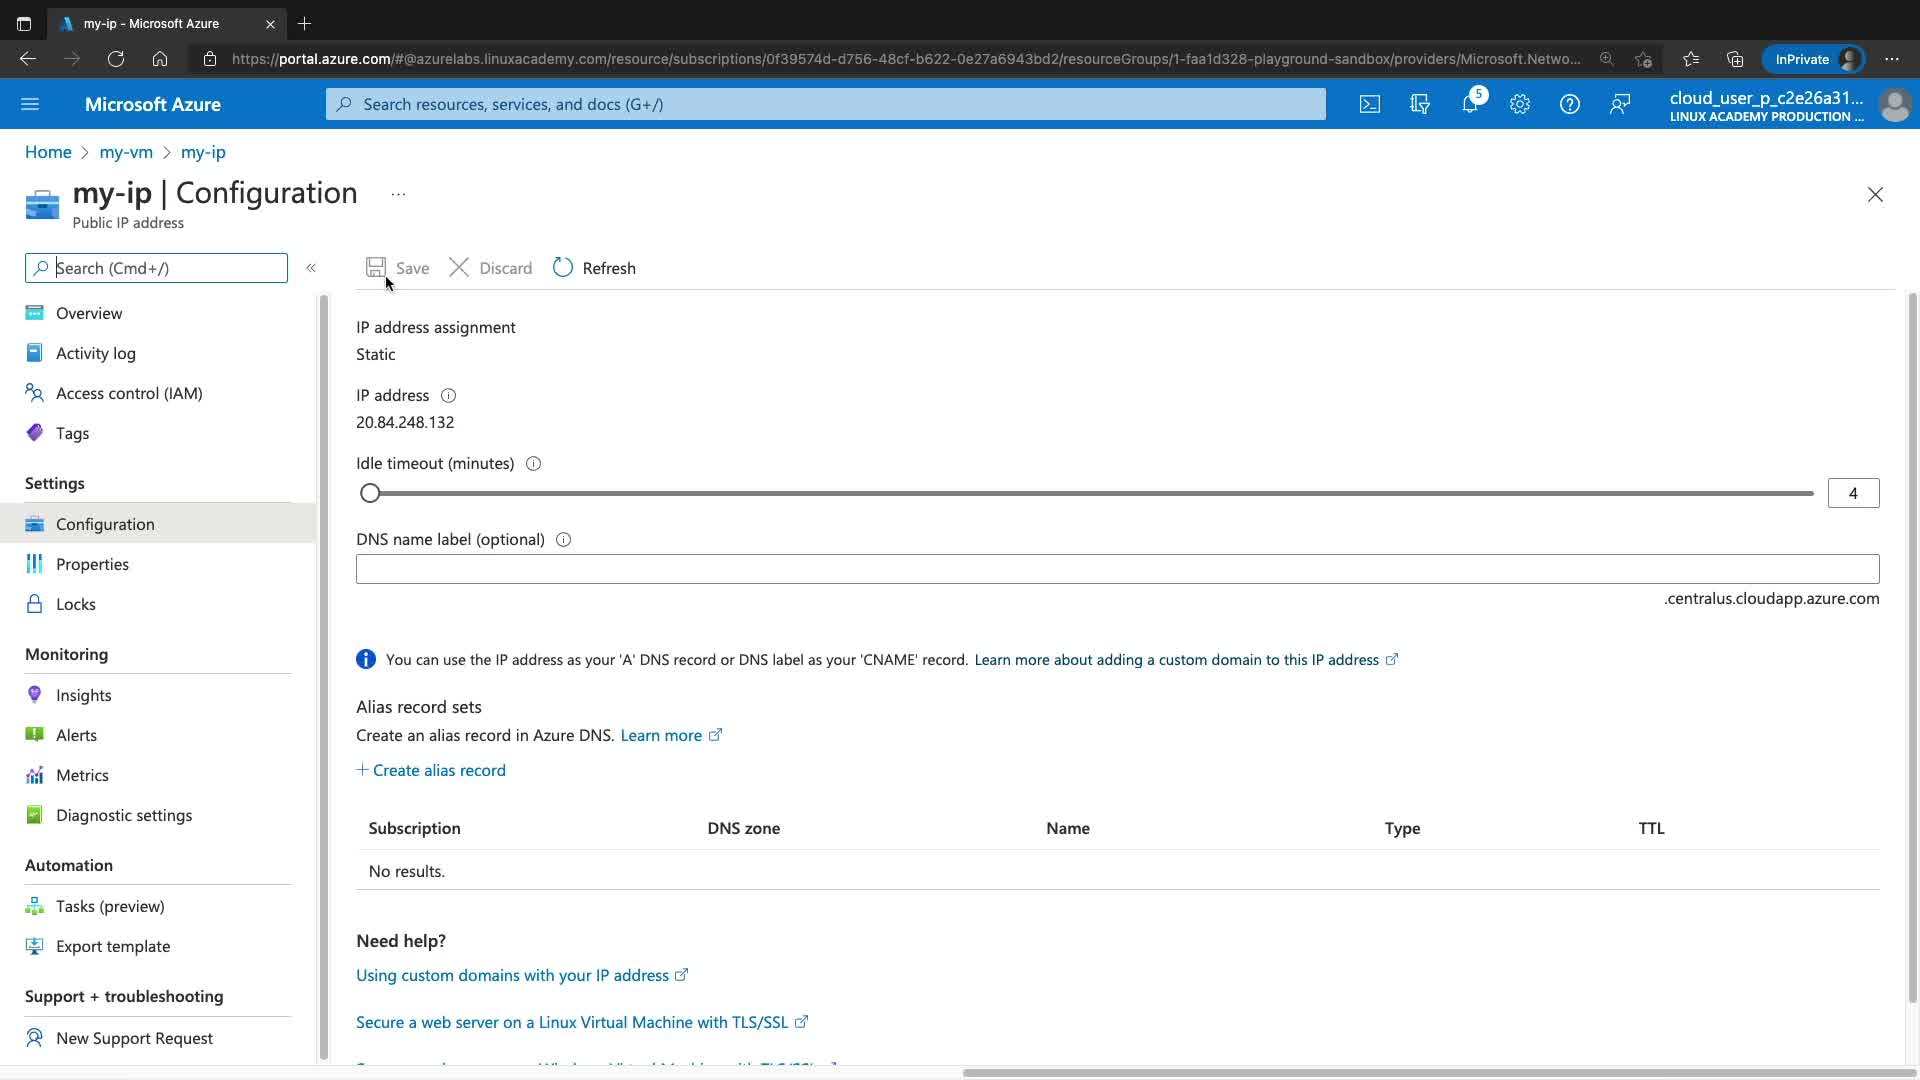 my-ip - Microsoft Azure
https://portal.azure.com/#@azurelabs.linuxacademy.com/resource/subscriptions/0f39574d-d756-48cf-b622-0e27a6943bd2/resourceGroups/1-faa1d328-playground-sandbox/providers/Microsoft.Netwo...
InPrivate
Microsoft Azure
Search resources, services, and docs (G+/)
5
cloud_user_p_c2e26a31...
LINUX ACADEMY PRODUCTION ...
Home > my-vm > my-ip
my-ip | Configuration ...
Public IP address
Search (Cmd+/)
«
Save
Discard
Refresh
Overview
Activity log
Access control (IAM)
Tags
Settings
Configuration
Properties
Locks
Monitoring
Insights
Alerts
Metrics
Diagnostic settings
Automation
Tasks (preview)
Export template
Support + troubleshooting
New Support Request
IP address assignment
Static
IP address
20.84.248.132
Idle timeout (minutes)
4
DNS name label (optional)
.centralus.cloudapp.azure.com
You can use the IP address as your 'A' DNS record or DNS label as your 'CNAME' record. Learn more about adding a custom domain to this IP address
Alias record sets
Create an alias record in Azure DNS. Learn more
+ Create alias record
Subscription DNS zone Name Type TTL
No results.
Need help?
Using custom domains with your IP address
Secure a web server on a Linux Virtual Machine with TLS/SSL